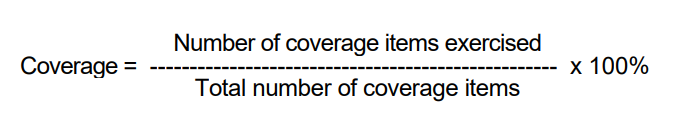 Number of coverage items exercised
Coverage = ---------------------------------------------------- x 100%
Total number of coverage items